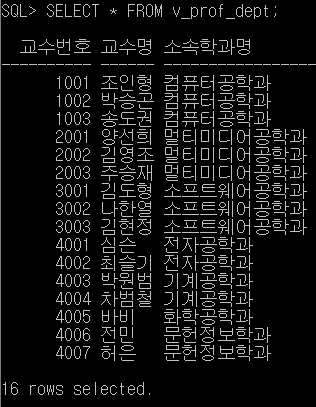 SQL> SELECT * FROM v_prof_dept;
교수번호 교수명 소속학과명
---------- ------ --------------------
1001 조인형 컴퓨터공학과
1002 박승곤 컴퓨터공학과
1003 송도권 컴퓨터공학과
2001 양선희 멀티미디어공학과
2002 김영조 멀티미디어공학과
2003 주승재 멀티미디어공학과
3001 김도형 소프트웨어공학과
3002 나한열 소프트웨어공학과
3003 김현정 소프트웨어공학과
4001 심슨 전자공학과
4002 최슬기 전자공학과
4003 박원범 기계공학과
4004 차범철 기계공학과
4005 바비 화학공학과
4006 전민 문헌정보학과
4007 허은 문헌정보학과
16 rows selected.